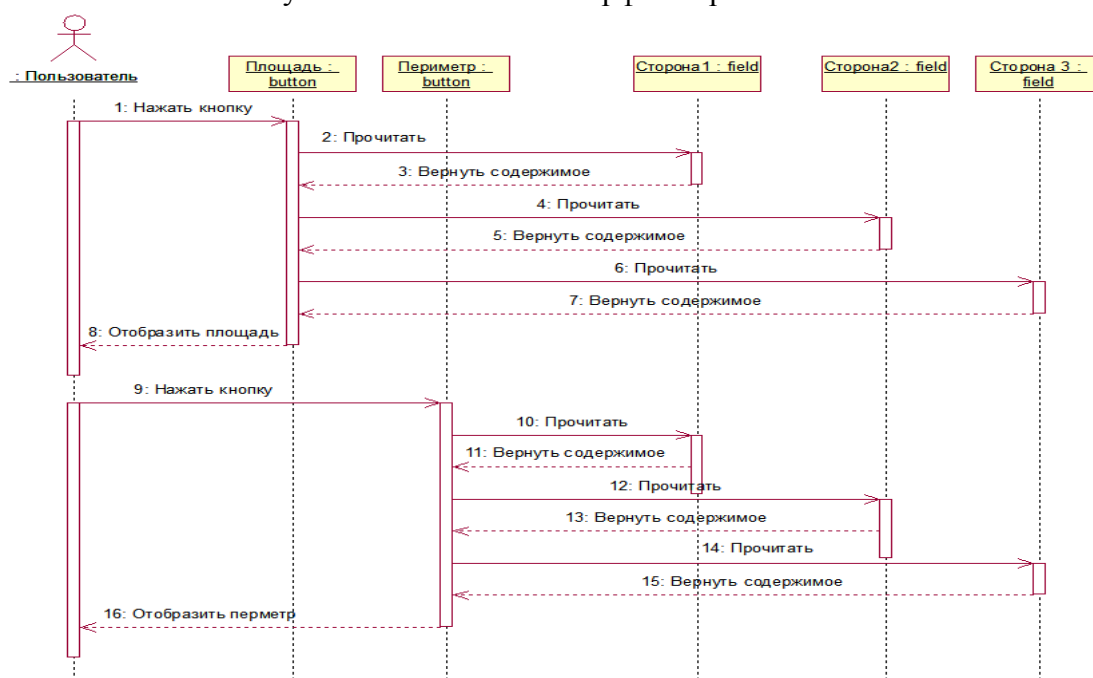 : Пользователь
Площадь :
button
Периметр :
button
Сторона1 : field
Сторона2 : field
Сторона 3 :
field
1: Нажать кнопку
2: Прочитать
3: Вернуть содержимое
4: Прочитать
5: Вернуть содержимое
6: Прочитать
7: Вернуть содержимое
8: Отобразить площадь
9: Нажать кнопку
10: Прочитать
11: Вернуть содержимое
12: Прочитать
13: Вернуть содержимое
14: Прочитать
15: Вернуть содержимое
16: Отобразить перметр